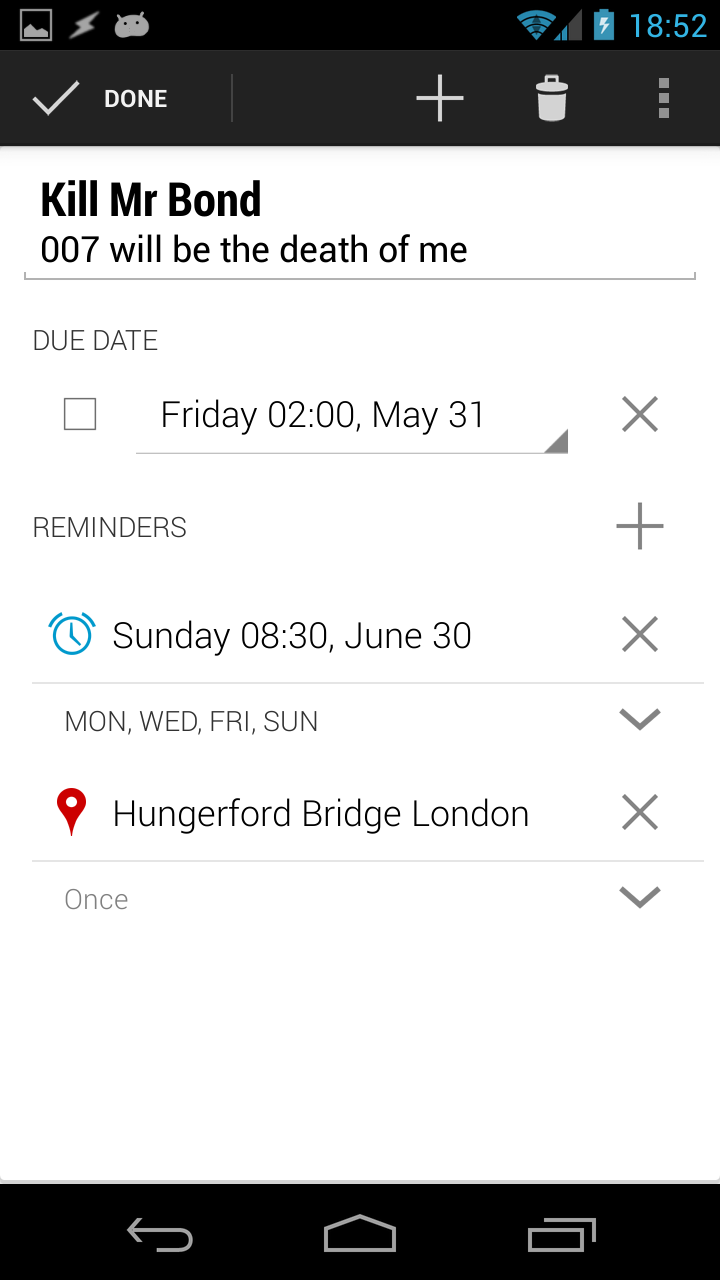 18:52
DONE
Kill Mr Bond
007 will be the death of me
DUE DATE
Friday 02:00, May 31
REMINDERS
Sunday 08:30, June 30
MON, WED, FRI, SUN
Hungerford Bridge London
Once